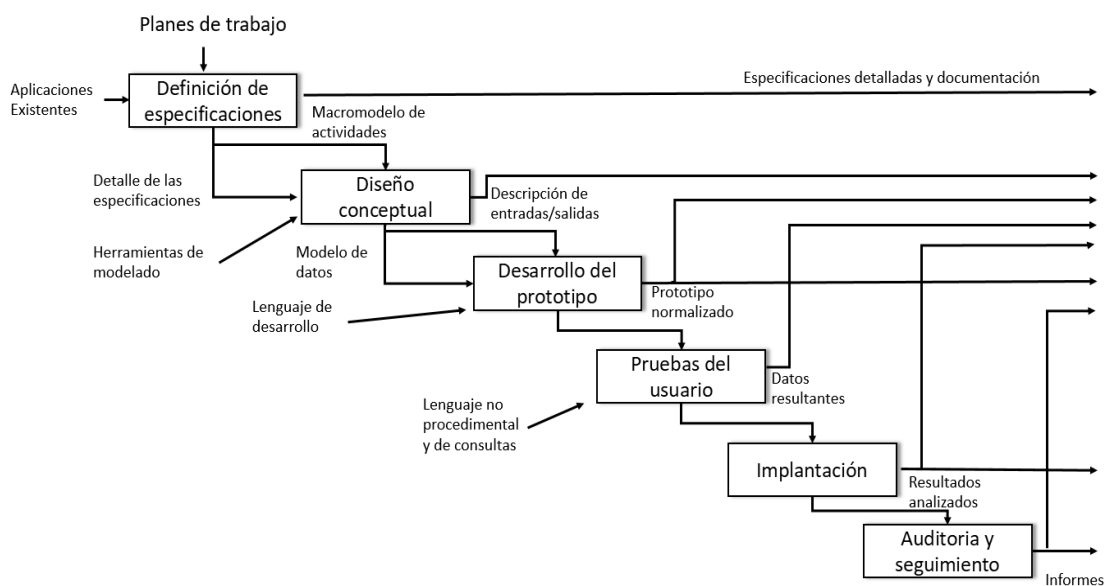 Planes de trabajo
Aplicaciones
Existentes
Definición de
especificaciones
Especificaciones detalladas y documentación
Macromodelo de
actividades
Detalle de las
especificaciones
Diseño
conceptual
Descripción de
entradas/salidas
Herramientas de
modelado
Modelo de
datos
Desarrollo del
prototipo
Prototipo
normalizado
Lenguaje de
desarrollo
Pruebas del
usuario
Datos
resultantes
Lenguaje no
procedimental
y de consultas
Implantación
Resultados
analizados
Auditoria y
seguimiento
Informes